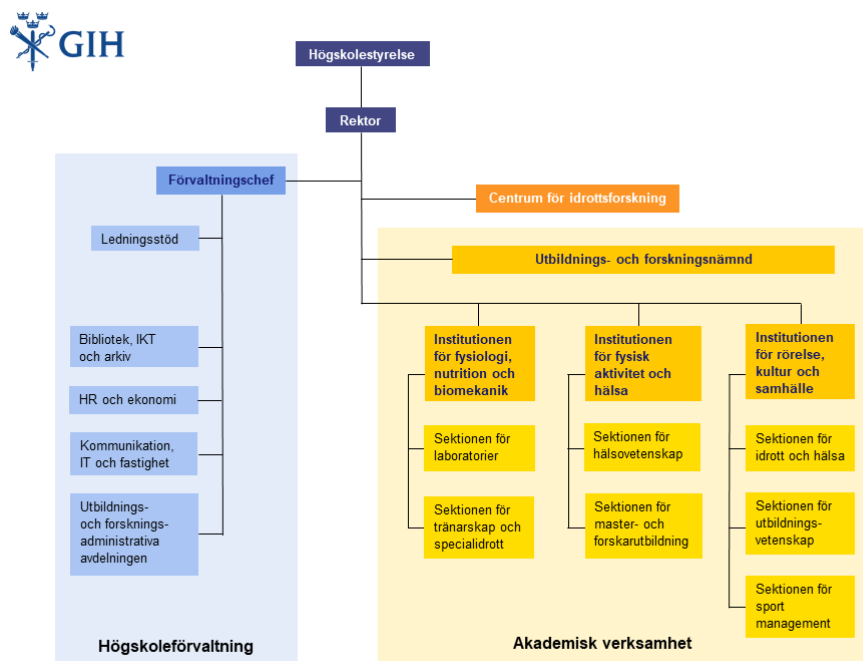 GIH
Högskolestyrelse
Rektor
Förvaltningschef
Ledningsstöd
Bibliotek, IKT
och arkiv
HR och ekonomi
Kommunikation,
IT och fastighet
Utbildnings-
och forsknings-
administrativa
avdelningen
Högskoleförvaltning
Centrum för idrottsforskning
Utbildnings- och forskningsnämnd
Institutionen
för fysiologi,
nutrition och
biomekanik
Sektionen för
laboratorier
Sektionen för
tränarskap och
specialidrott
Institutionen
för fysisk
aktivitet och
hälsa
Sektionen för
hälsovetenskap
Sektionen för
master- och
forskarutbildning
Institutionen
för rörelse,
kultur och
samhälle
Sektionen för
idrott och hälsa
Sektionen för
utbildnings-
vetenskap
Sektionen för
sport
management
Akademisk verksamhet